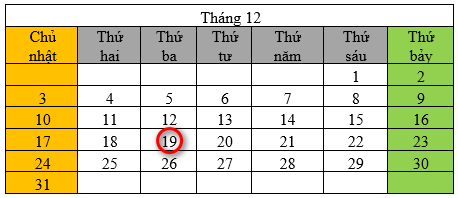 Tháng 12
Chủ nhật Thứ hai Thứ ba Thứ tư Thứ năm Thứ sáu Thứ bảy
1 2
3 4 5 6 7 8 9
10 11 12 13 14 15 16
17 18 19 20 21 22 23
24 25 26 27 28 29 30
31